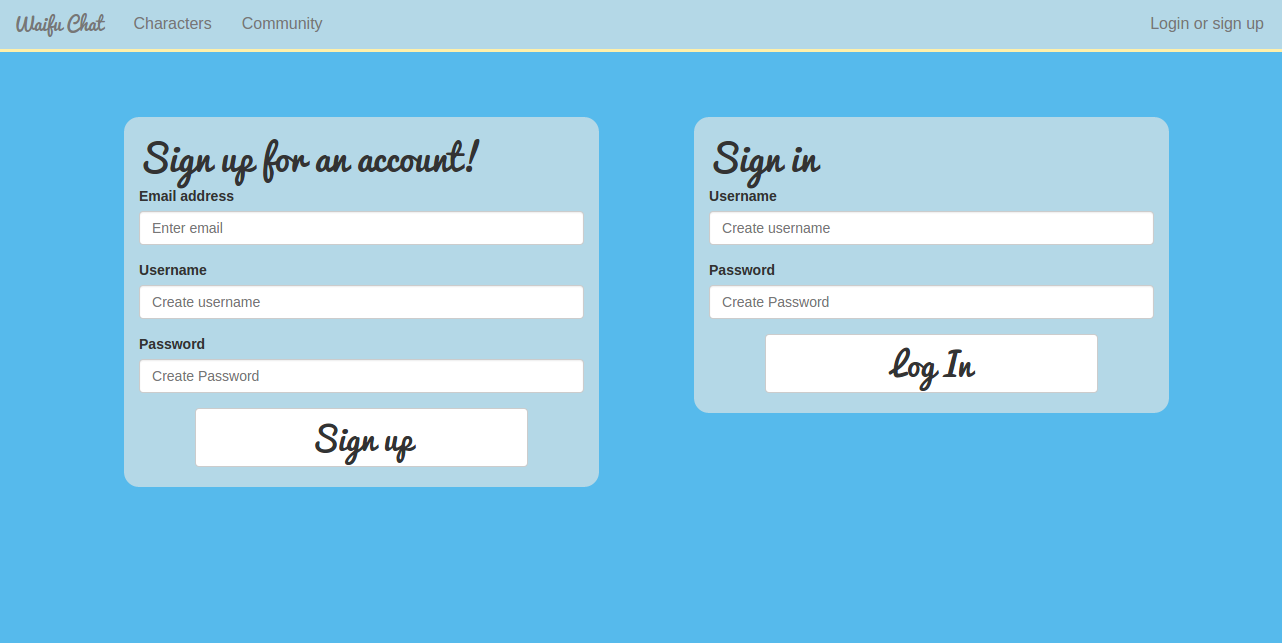 Waifu Chat Characters Community Login or sign up
Sign up for an account!
Email address
Enter email
Username
Create username
Password
Create Password
Sign up
Sign in
Username
Create username
Password
Create Password
Log In